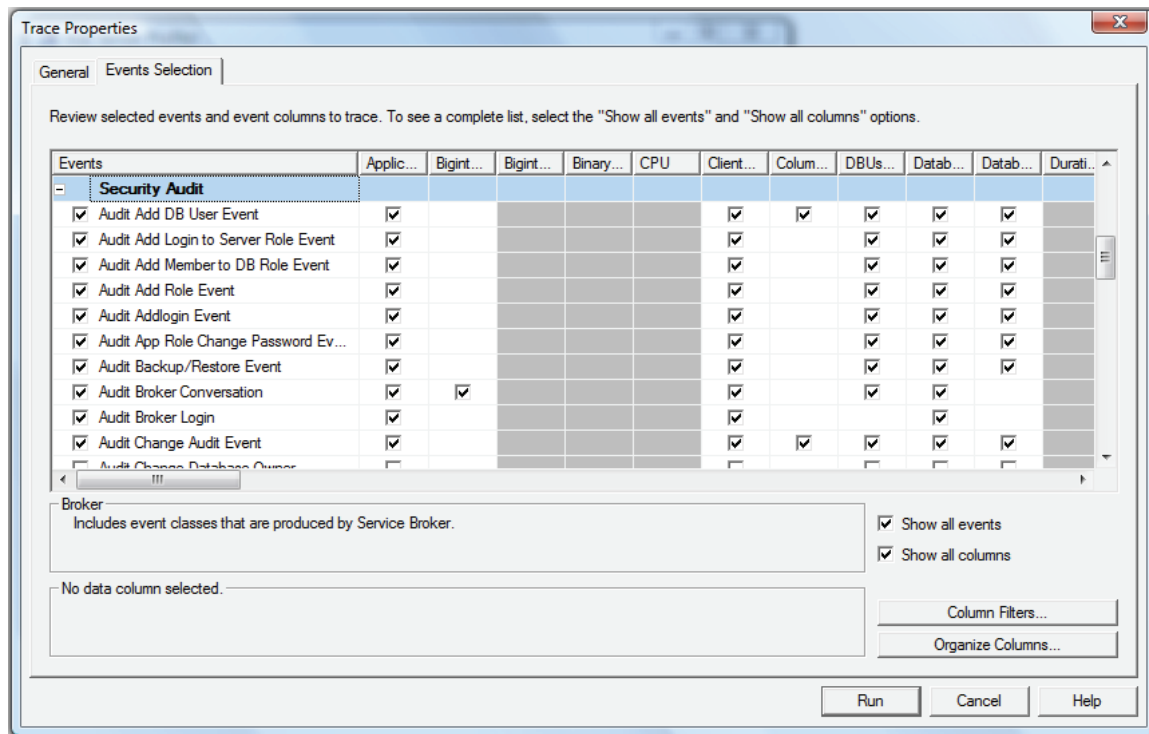 Trace Properties
General Events Selection
Review selected events and event columns to trace. To see a complete list, select the "Show all events" and "Show all columns" options.
Events Applic... Bigint... Bigint... Binary... CPU Client... Colum... DBUs... Datab... Datab... Durati..
Security Audit
Audit Add DB User Event
Audit Add Login to Server Role Event
Audit Add Member to DB Role Event
Audit Add Role Event
Audit Addlogin Event
Audit App Role Change Password Ev...
Audit Backup/Restore Event
Audit Broker Conversation
Audit Broker Login
Audit Change Audit Event
Audit Change Database Owner
Broker
Includes event classes that are produced by Service Broker.
Show all events
Show all columns
No data column selected.
Column Filters...
Organize Columns...
Run Cancel Help